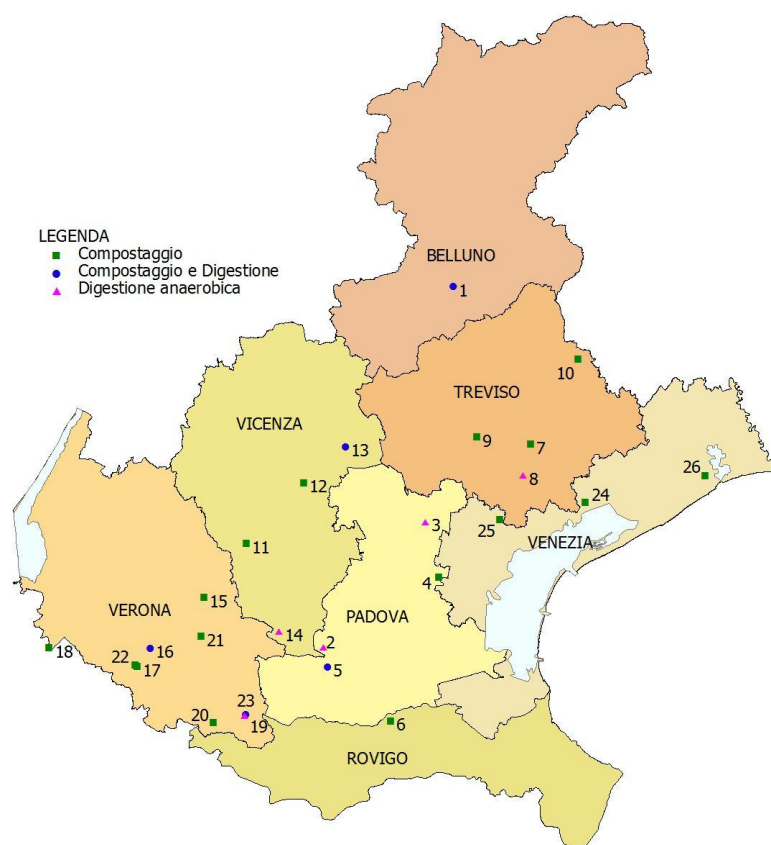 LEGENDA
Compostaggio
Compostaggio e Digestione
Digestione anaerobica
BELLUNO
1
10
TREVISO
VICENZA
9
7
13
8
12
26
24
3
25
VENEZIA
11
4
15
VERONA
PADOVA
21
14
2
18
16
22
17
5
23
20
19
6
ROVIGO